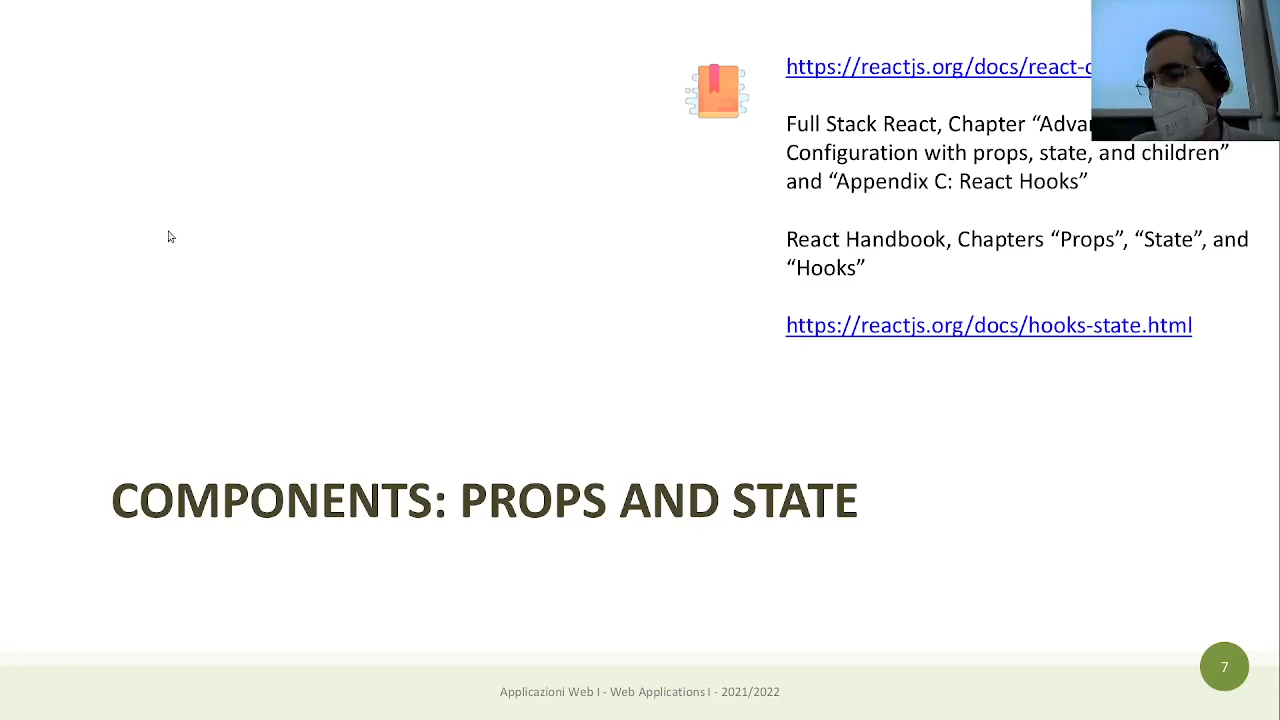 https://reactjs.org/docs/react-
Full Stack React, Chapter “
Configuration with props, state, and children”
and “Appendix C: React Hooks”
React Handbook, Chapters “Props”, “State”, and
“Hooks”
https://reactjs.org/docs/hooks-state.html
COMPONENTS: PROPS AND STATE
7
Applicazioni Web I - Web Applications I - 2021/2022